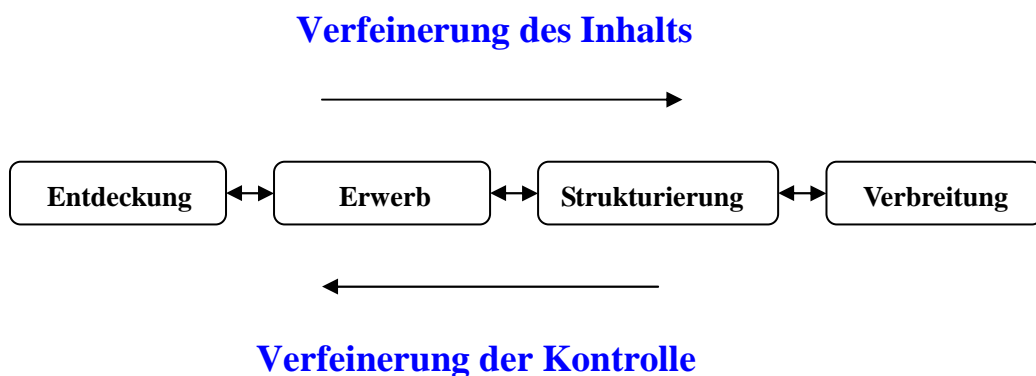 Verfeinerung des Inhalts
Entdeckung
Erwerb
Strukturierung
Verbreitung
Verfeinerung der Kontrolle